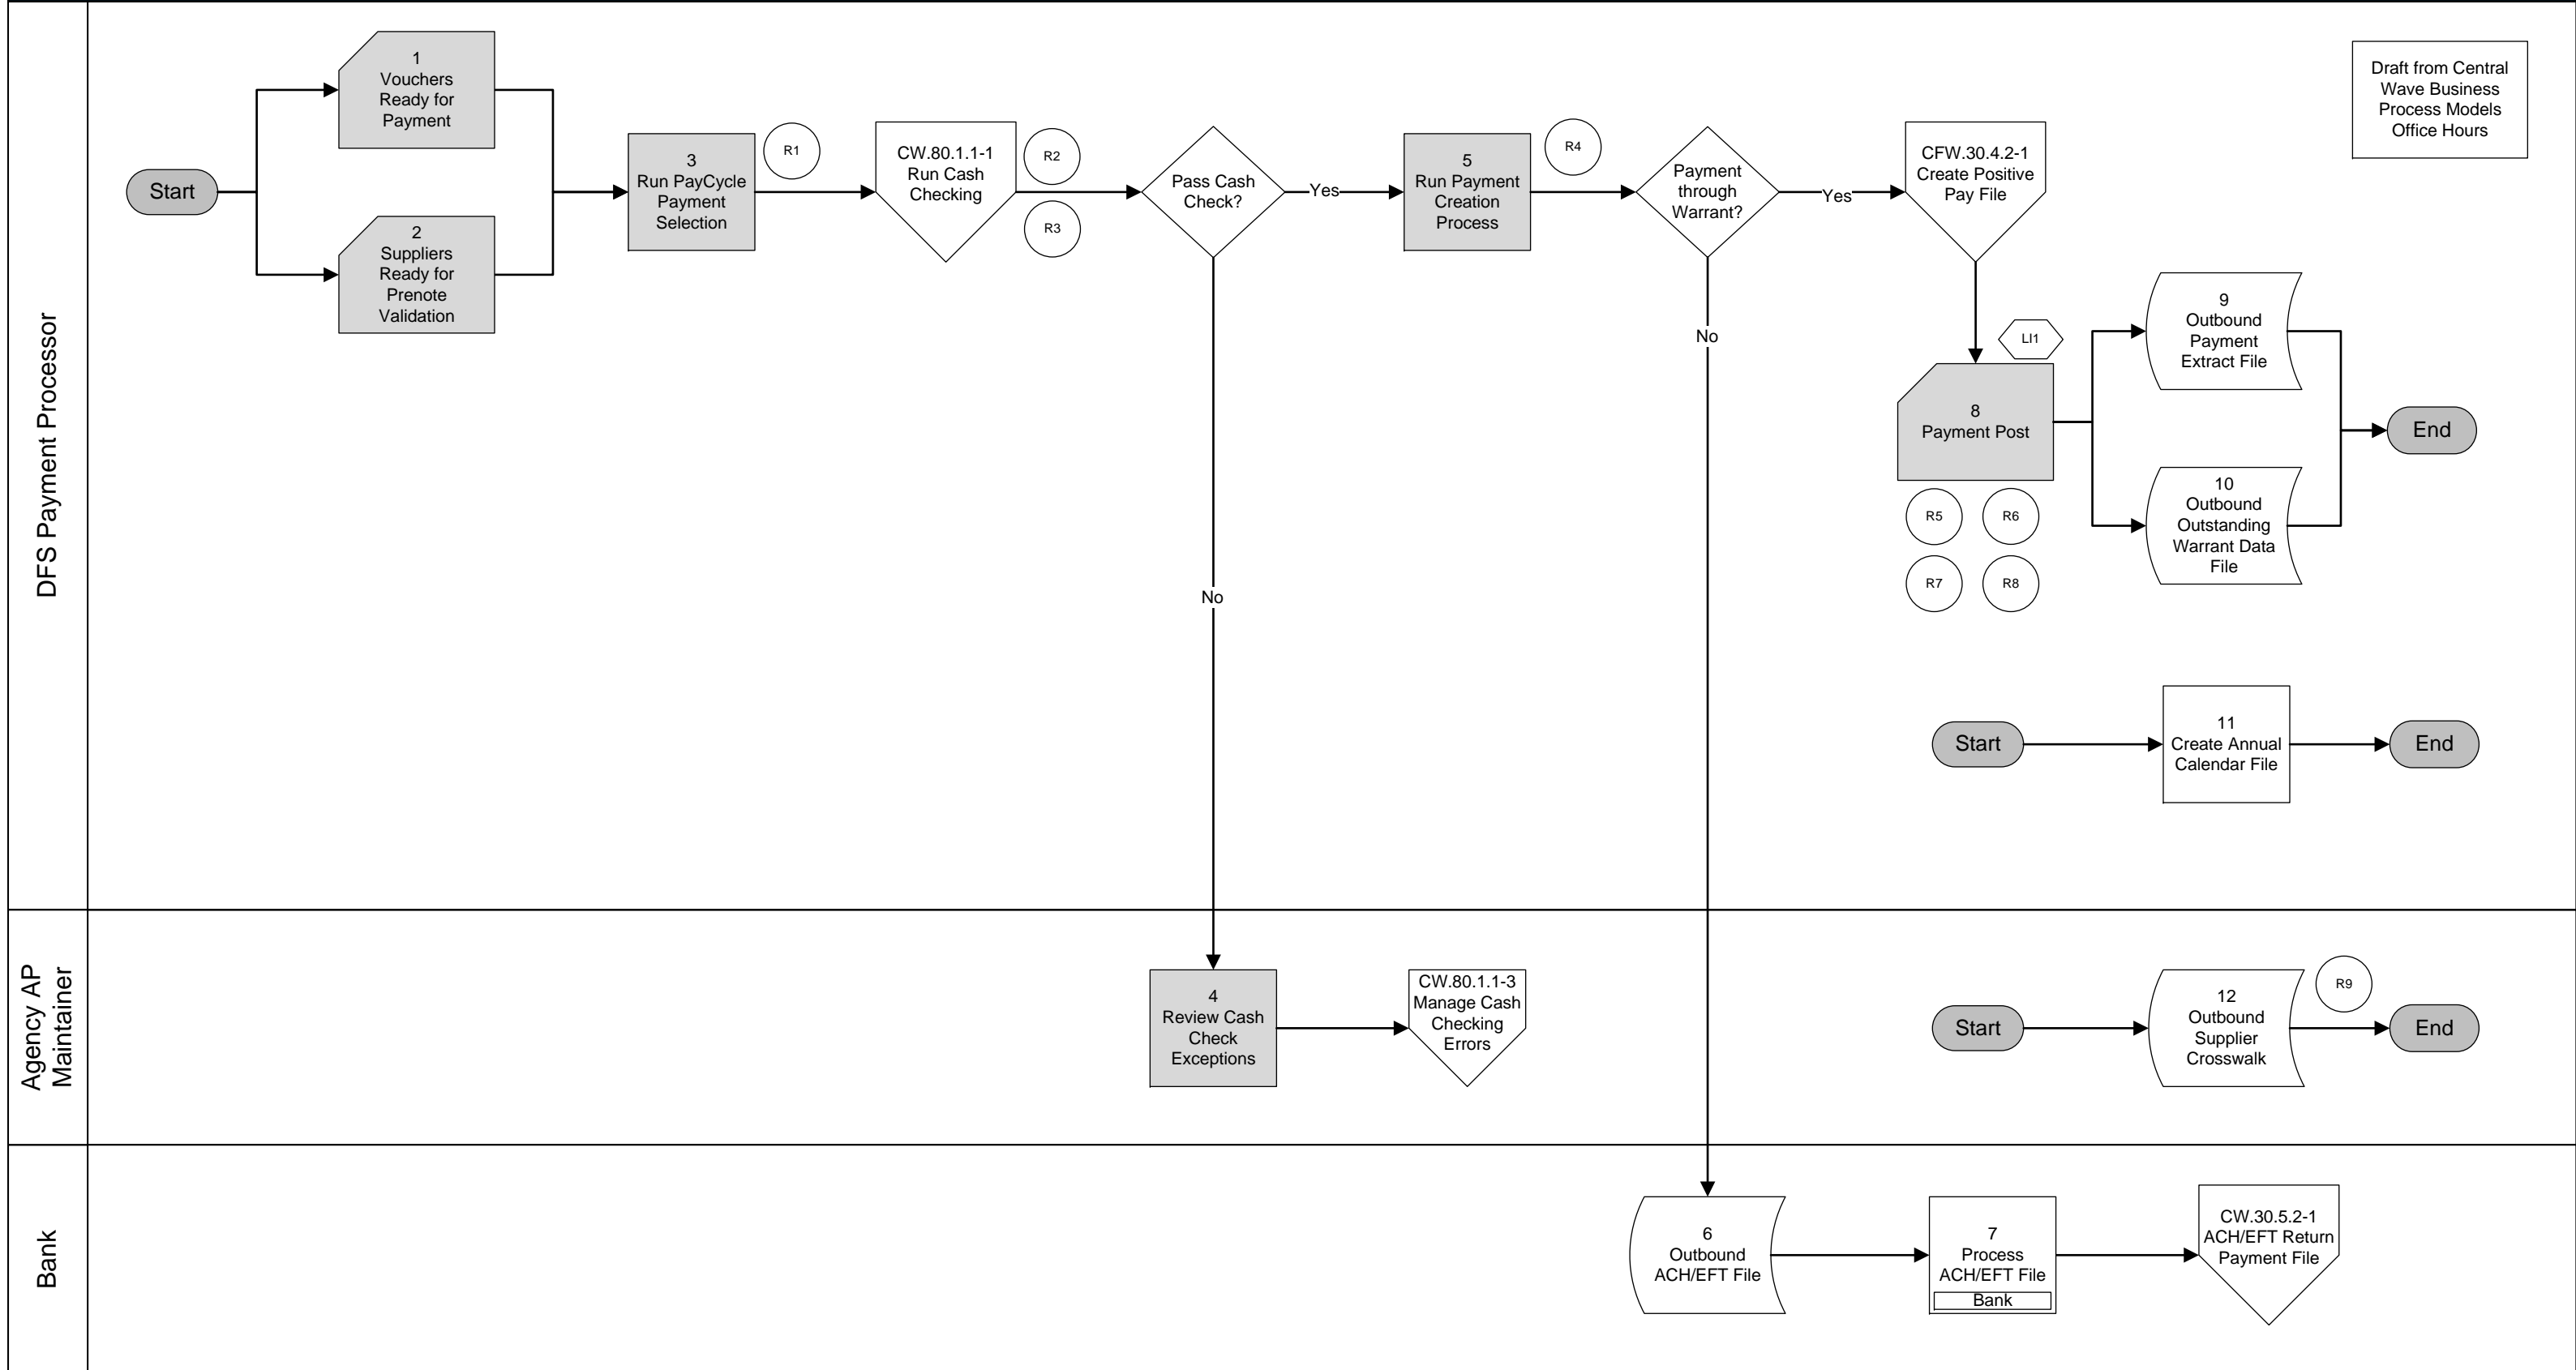 DFS Payment Processor
Start
1
Vouchers
Ready for
Payment
2
Suppliers
Ready for
Prenote
Validation
3
Run PayCycle
Payment
Selection
R1
CW.80.1.1-1
Run Cash
Checking
R2
R3
Pass Cash
Check?
Yes
No
5
Run Payment
Creation
Process
R4
Payment
through
Warrant?
Yes
No
CFW.30.4.2-1
Create Positive
Pay File
Draft from Central
Wave Business
Process Models
Office Hours
LI1
8
Payment Post
R5
R6
R7
R8
9
Outbound
Payment
Extract File
10
Outbound
Outstanding
Warrant Data
File
End
Start
11
Create Annual
Calendar File
End
Agency AP
Maintainer
4
Review Cash
Check
Exceptions
CW.80.1.1-3
Manage Cash
Checking
Errors
Start
12
Outbound
Supplier
Crosswalk
R9
End
Bank
6
Outbound
ACH/EFT File
7
Process
ACH/EFT File
Bank
CW.30.5.2-1
ACH/EFT Return
Payment File